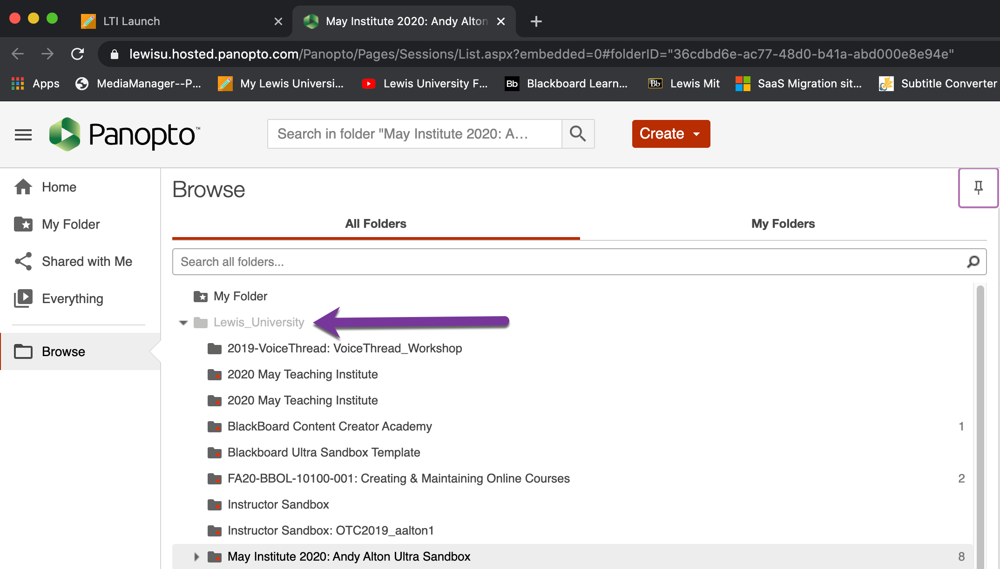 LTI Launch
May Institute 2020: Andy Alton
lewisu.hosted.panopto.com/Panopto/Pages/Sessions/List.aspx?embedded=0#folderID="36cdbd6e-ac77-48d0-b41a-abd000e8e94e"
Apps MediaManager--P... My Lewis Universi... Lewis University F... Bb Blackboard Learn... Bb Lewis Mit SaaS Migration sit... Subtitle Converter
Panopto™ Search in folder "May Institute 2020: A... Create
Home
My Folder
Shared with Me
Everything
Browse
Browse
All Folders My Folders
Search all folders...
My Folder
Lewis_University
2019-VoiceThread: VoiceThread_Workshop
2020 May Teaching Institute
2020 May Teaching Institute
BlackBoard Content Creator Academy 1
Blackboard Ultra Sandbox Template
FA20-BBOL-10100-001: Creating & Maintaining Online Courses 2
Instructor Sandbox
Instructor Sandbox: OTC2019_aalton1
May Institute 2020: Andy Alton Ultra Sandbox 8